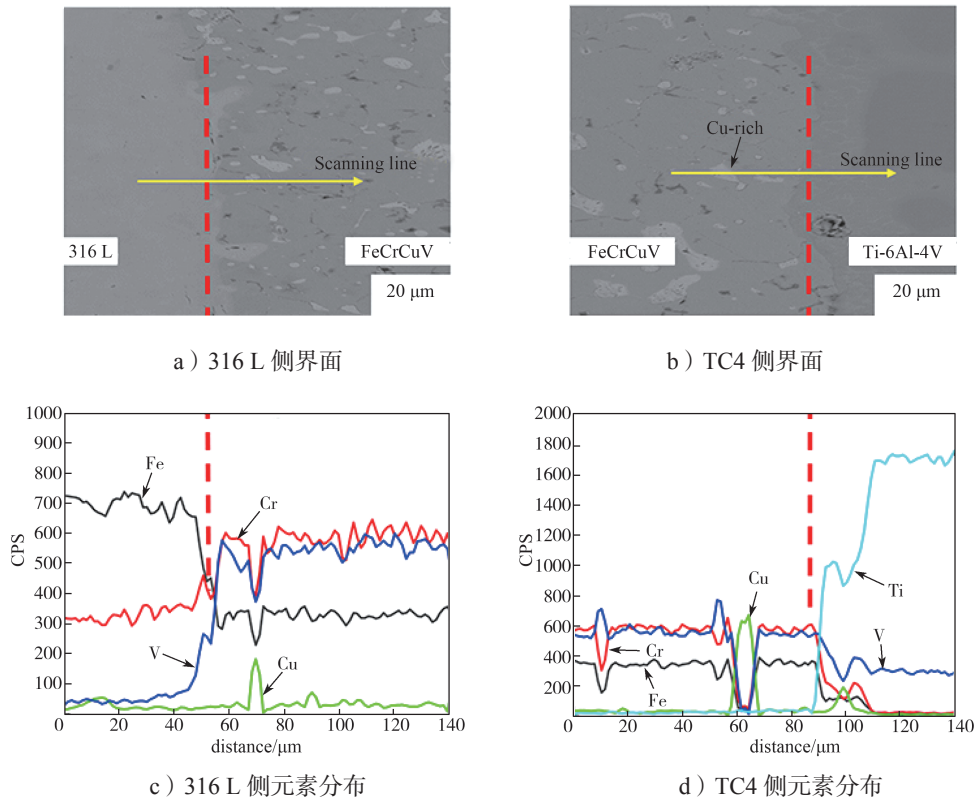 Scanning line
316 L
FeCrCuV
20 μm
Cu-rich
Scanning line
FeCrCuV
Ti-6Al-4V
20 μm
a）316 L 侧界面
b）TC4 侧界面
1000
900
800
700
600
500
400
300
200
100
0
20
40
60
80
100
120
140
CPS
distance/μm
Fe
Cr
V
Cu
2000
1800
1600
1400
1200
1000
800
600
400
200
0
20
40
60
80
100
120
140
CPS
distance/μm
Cu
Ti
Cr
Fe
V
c）316 L 侧元素分布
d）TC4 侧元素分布